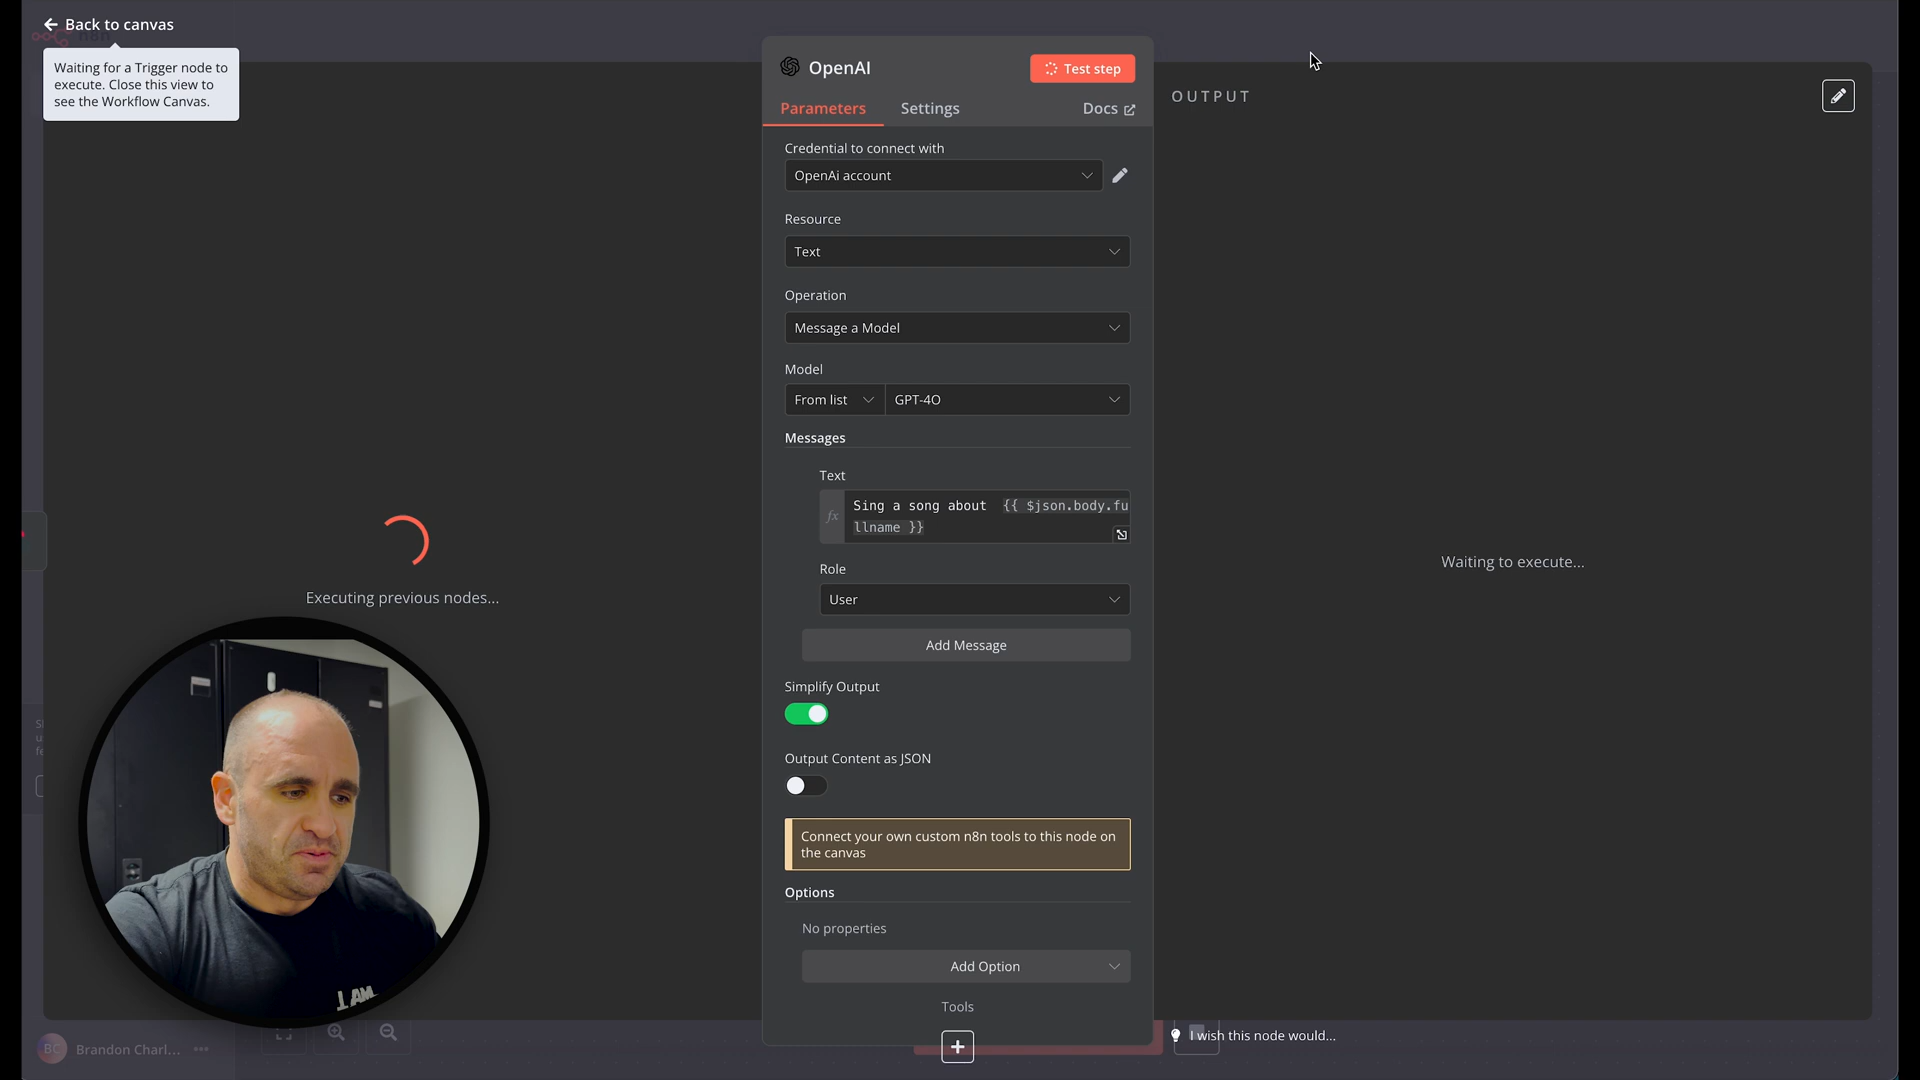 Back to canvas
Waiting for a Trigger node to
execute. Close this view to
see the Workflow Canvas.
OpenAI
Test step
Parameters
Settings
Docs
OUTPUT
Credential to connect with
OpenAi account
Resource
Text
Operation
Message a Model
Model
From list
GPT-4O
Messages
Text
fx
Sing a song about {{ $json.body.fu
llname }}
Role
User
Add Message
Simplify Output
Output Content as JSON
Connect your own custom n8n tools to this node on
the canvas
Options
No properties
Add Option
Tools
Executing previous nodes...
Waiting to execute...
I AM
BC
Brandon Charl...
I wish this node would...